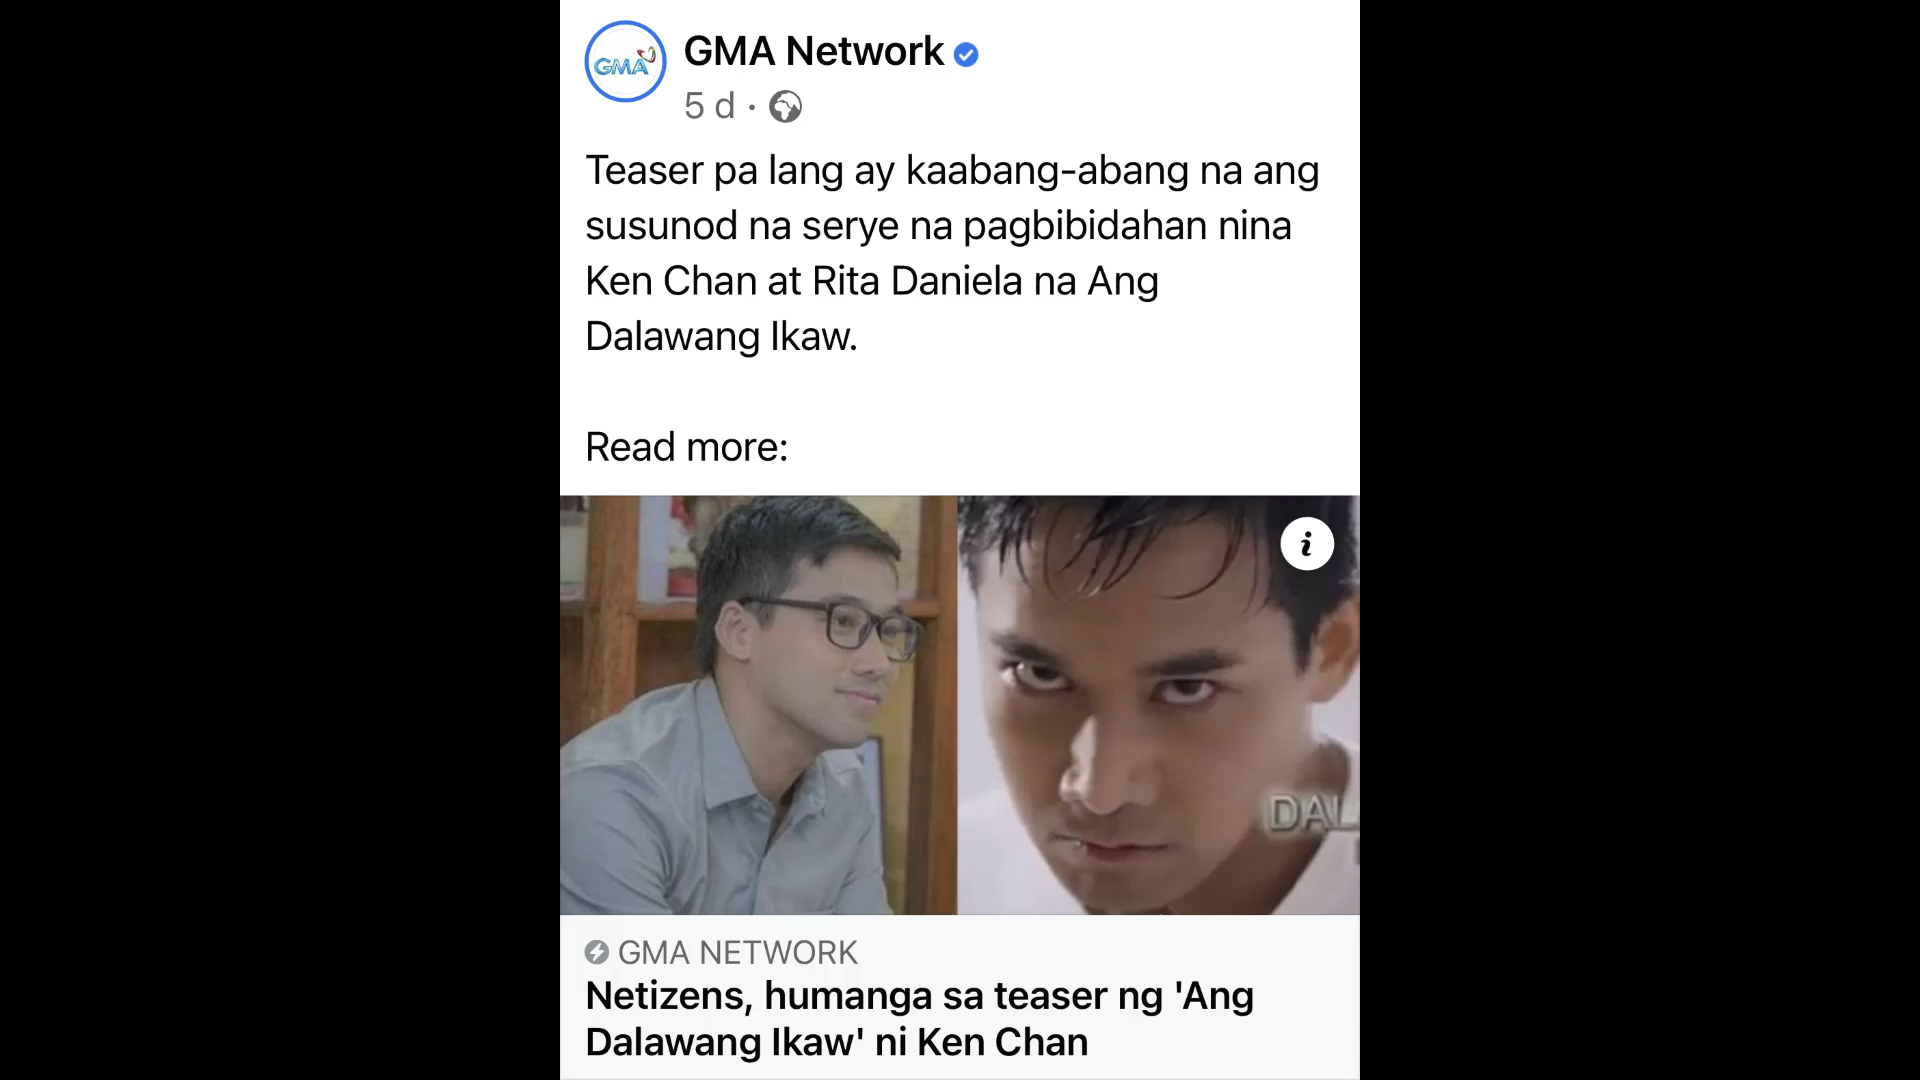 GMA
GMA Network
5 d ·
Teaser pa lang ay kaabang-abang na ang
susunod na serye na pagbibidahan nina
Ken Chan at Rita Daniela na Ang
Dalawang Ikaw.
Read more:
i
DAL
GMA NETWORK
Netizens, humanga sa teaser ng 'Ang
Dalawang Ikaw' ni Ken Chan